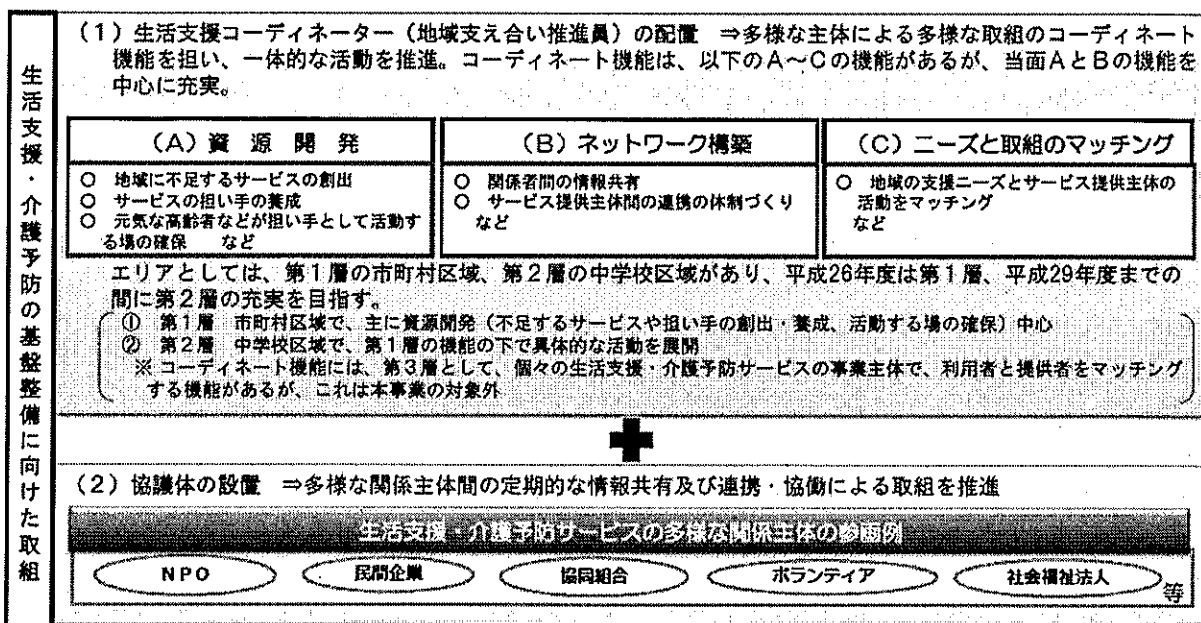 生活支援・介護予防の基盤整備に向けた取組
(1)生活支援コーディネーター(地域支え合い推進員)の配置 ⇒多様な主体による多様な取組のコーディネート
機能を担い、一体的な活動を推進。コーディネート機能は、以下のA~Cの機能があるが、当面AとBの機能を
中心に充実。
(A)資源開発
○ 地域に不足するサービスの創出
○ サービスの担い手の養成
○ 元気な高齢者などが担い手として活動す
る場の確保 など
(B)ネットワーク構築
○ 関係者間の情報共有
○ サービス提供主体間の連携の体制づくり
など
(C)ニーズと取組のマッチング
○ 地域の支援ニーズとサービス提供主体の
活動をマッチング
など
エリアとしては、第1層の市町村区域、第2層の中学校区域があり、平成26年度は第1層、平成29年度までの
間に第2層の充実を目指す。
① 第1層 市町村区域で、主に資源開発(不足するサービスや担い手の創出・養成、活動する場の確保)中心
② 第2層 中学校区域で、第1層の機能の下で具体的な活動を展開
※ コーディネート機能には、第3層として、個々の生活支援・介護予防サービスの事業主体で、利用者と提供者をマッチング
する機能があるが、これは本事業の対象外
(2)協議体の設置 ⇒多様な関係主体間の定期的な情報共有及び連携・協働による取組を推進
生活支援・介護予防サービスの多様な関係主体の参画例
NPO
民間企業
協同組合
ボランティア
社会福祉法人
等